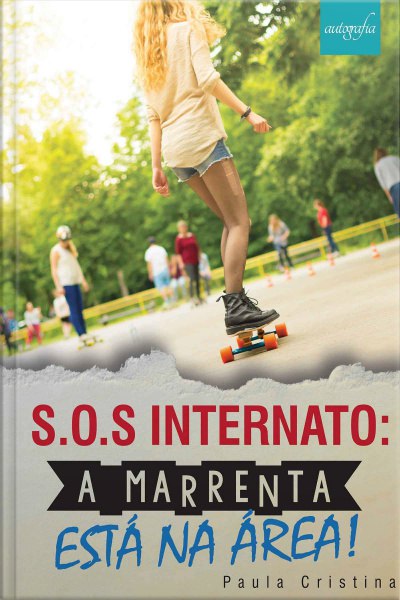 autografia
S.O.S INTERNATO:
A MARRENTA
ESTÁ NA ÁREA!
Paula Cristina